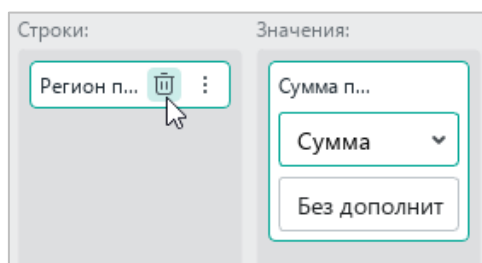 Строки:
Значения:
Регион п...
Сумма п...
Сумма
Без дополнит